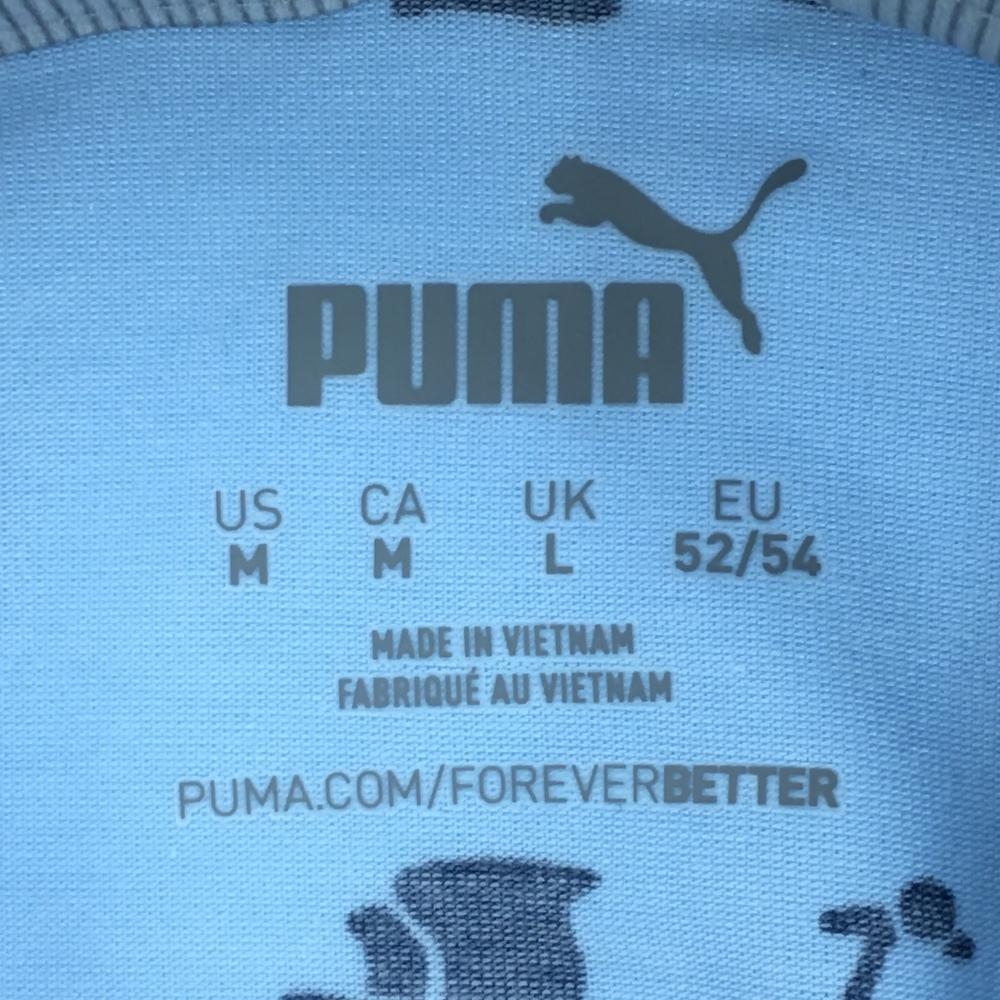 PUMA
US CA UK EU
M M L 52/54
MADE IN VIETNAM
FABRIQUÉ AU VIETNAM
PUMA.COM/FOREVERBETTER